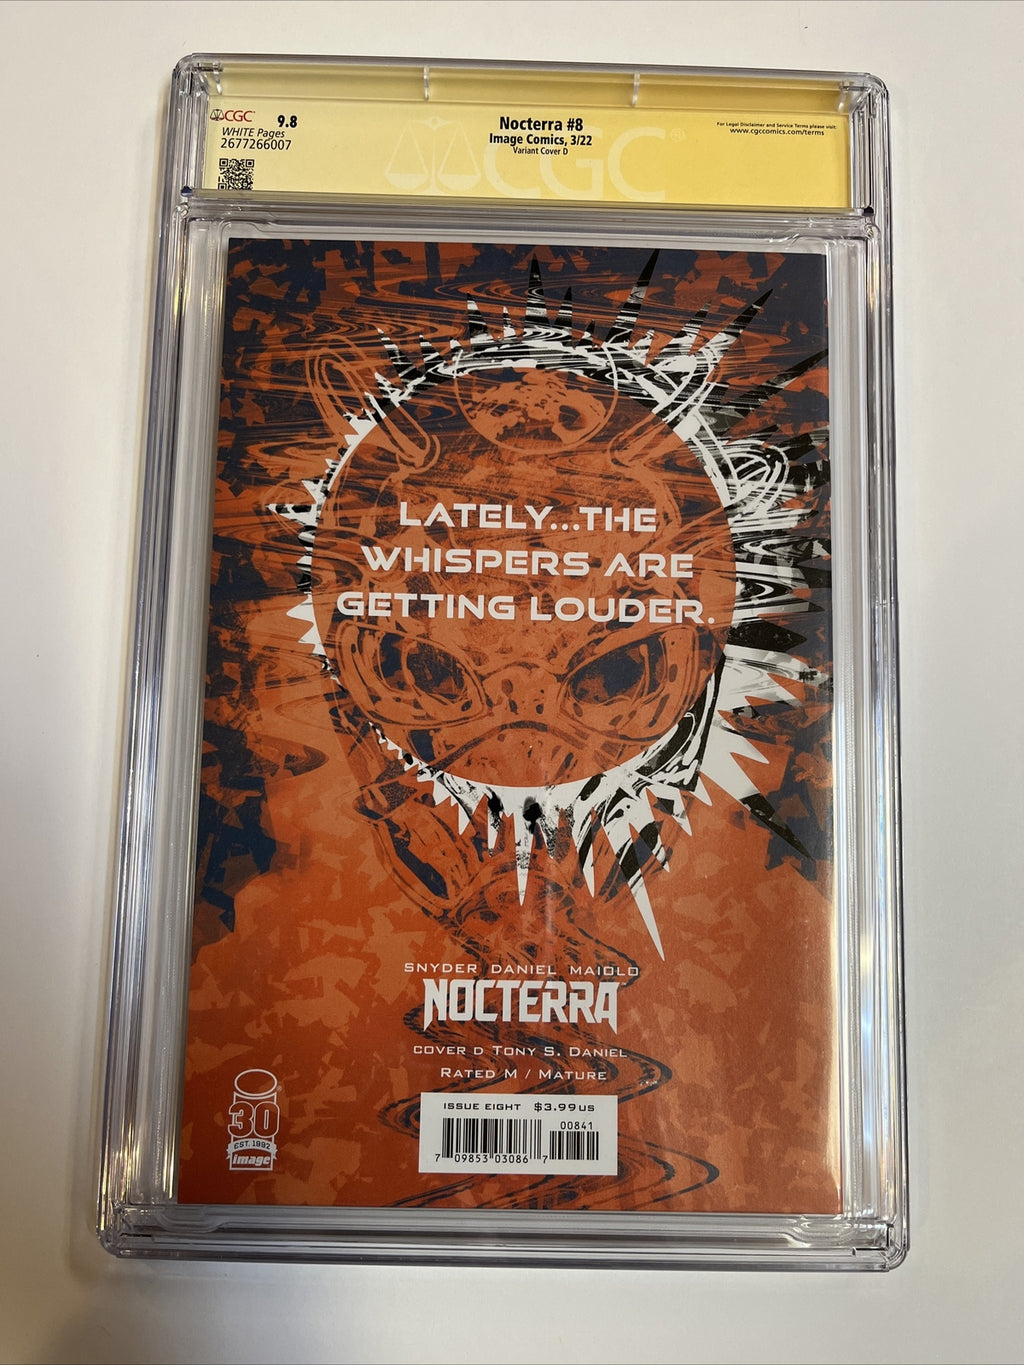 CGC
9.8
WHITE Pages
2677266007
Nocterra #8
Image Comics, 3/22
Variant Cover D
For Legal Disclaimer and Service Terms please visit:
www.cgccomics.com/terms
CGC
LATELY...THE
WHISPERS ARE
GETTING LOUDER.
SNYDER DANIEL MAIOLO
NOCTERRA
COVER D TONY S. DANIEL
RATED M / MATURE
30
EST. 1992
image
ISSUE EIGHT $3.99 US
00841
7 09853 03086 7